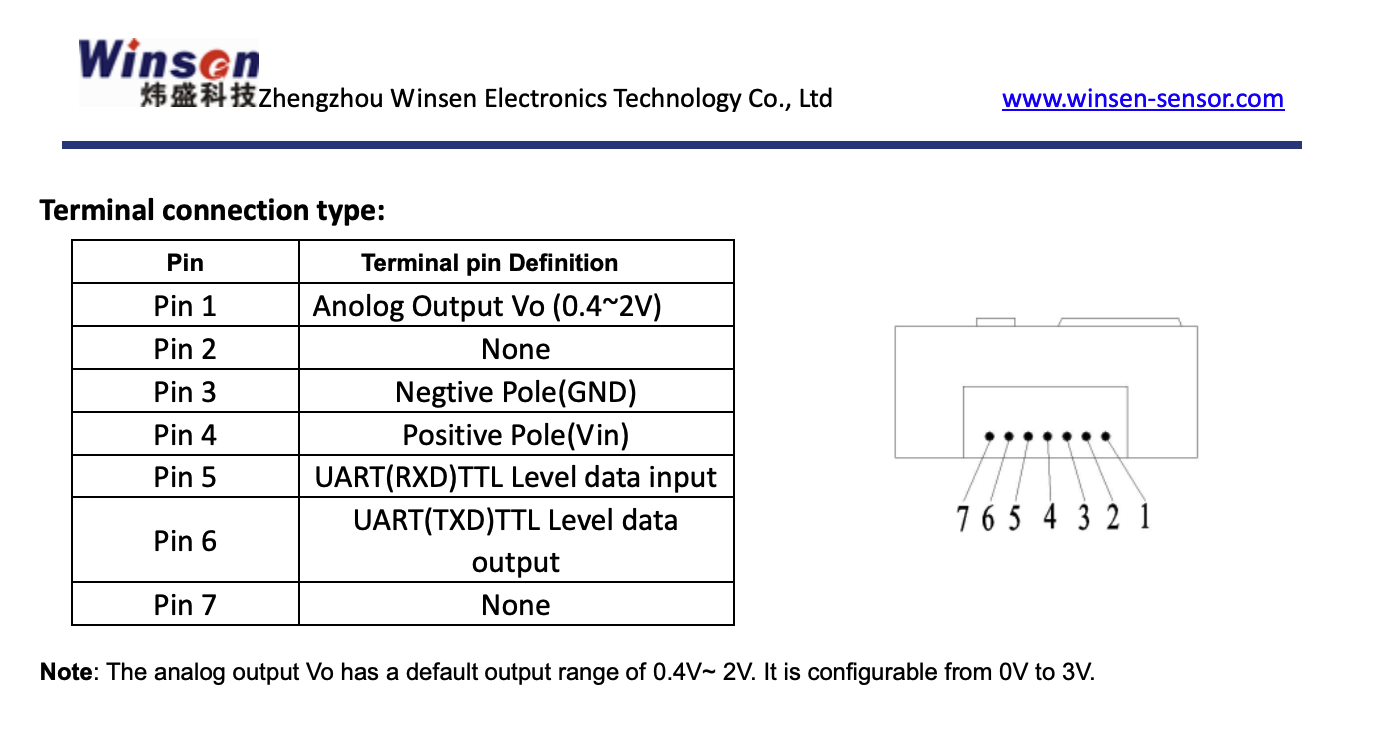 Winsen
炜盛科技Zhengzhou Winsen Electronics Technology Co., Ltd www.winsen-sensor.com
Terminal connection type:
Pin Terminal pin Definition
Pin 1 Anolog Output Vo (0.4~2V)
Pin 2 None
Pin 3 Negtive Pole(GND)
Pin 4 Positive Pole(Vin)
Pin 5 UART(RXD)TTL Level data input
Pin 6 UART(TXD)TTL Level data
output
Pin 7 None
7 6 5 4 3 2 1
Note: The analog output Vo has a default output range of 0.4V~ 2V. It is configurable from 0V to 3V.